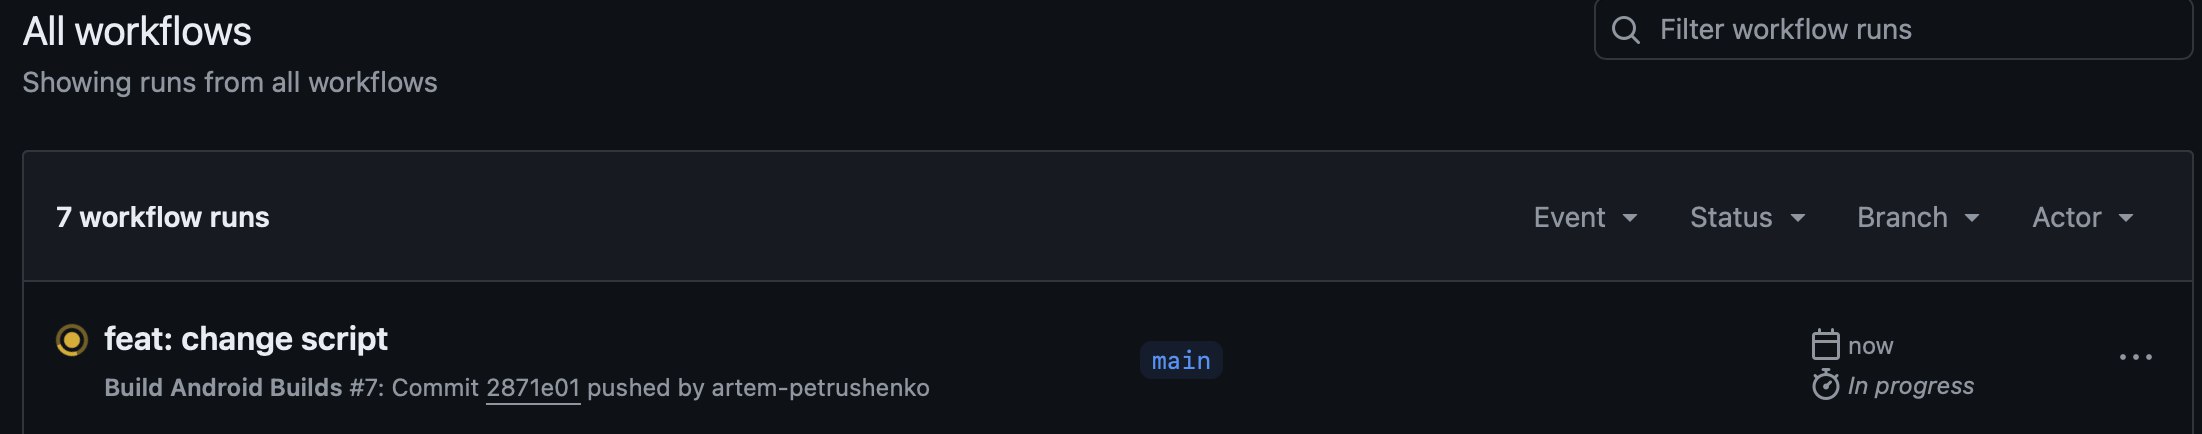 All workflows
Filter workflow runs
Showing runs from all workflows
7 workflow runs
Event
Status
Branch
Actor
feat: change script
main
now
Build Android Builds #7: Commit 2871e01 pushed by artem-petrushenko
In progress